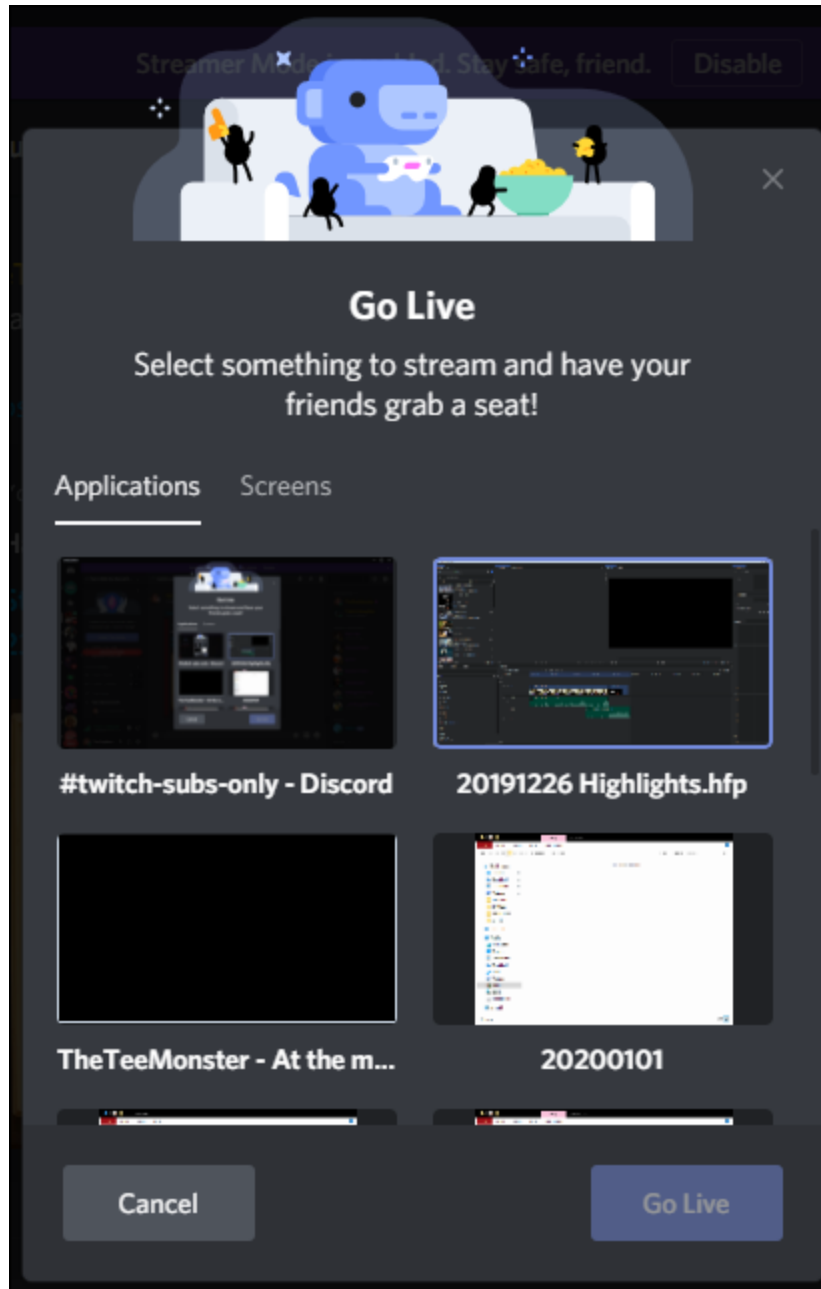 Streamer Mode is enabled. Stay safe, friend. Disable
Go Live
Select something to stream and have your
friends grab a seat!
Applications Screens
#twitch-subs-only - Discord
20191226 Highlights.hfp
TheTeeMonster - At the m...
20200101
Cancel
Go Live